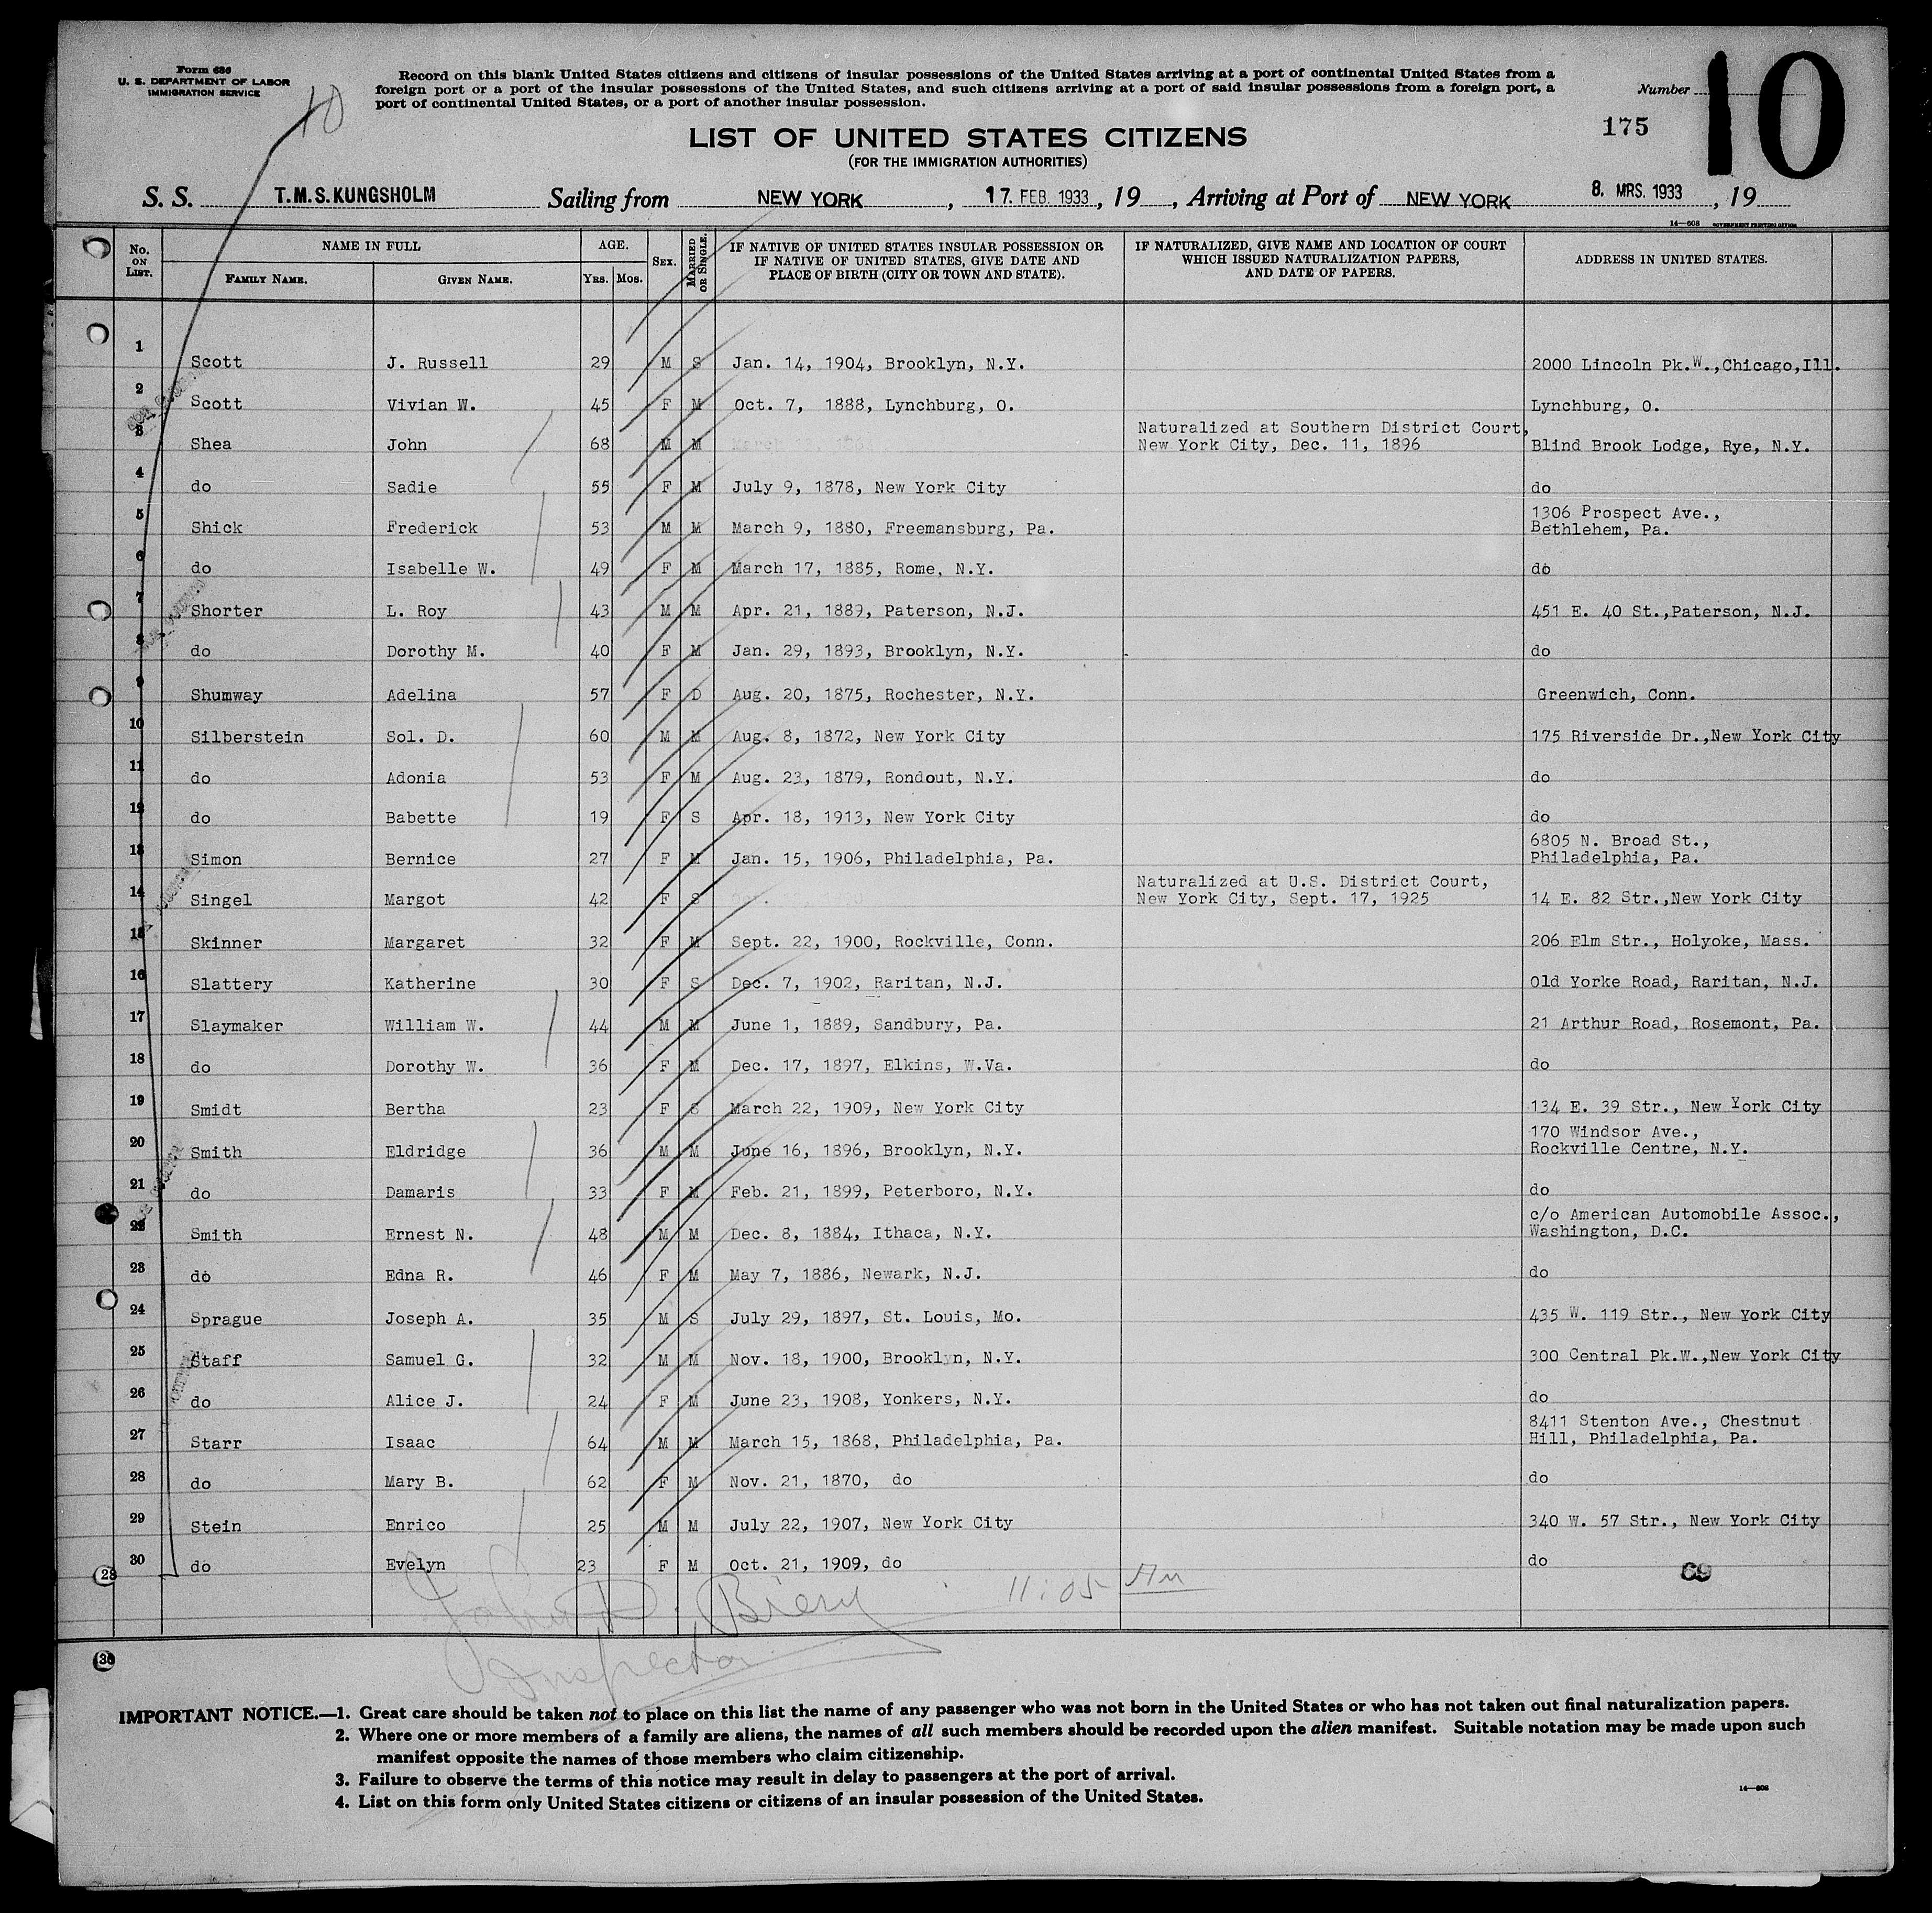 Form 630
U. S. DEPARTMENT OF LABOR
IMMIGRATION SERVICE
10
Record on this blank United States citizens and citizens of insular possessions of the United States arriving at a port of continental United States from a
foreign port or a port of the insular possessions of the United States, and such citizens arriving at a port of said insular possessions from a foreign port, a
port of continental United States, or a port of another insular possession.
Number 10
175
LIST OF UNITED STATES CITIZENS
(FOR THE IMMIGRATION AUTHORITIES)
S. S. T.M.S. KUNGSHOLM Sailing from NEW YORK, 17. FEB. 1933, 19, Arriving at Port of NEW YORK 8. MRS. 1933, 19
14—608 GOVERNMENT PRINTING OFFICE
No. ON LIST. NAME IN FULL FAMILY NAME. GIVEN NAME. AGE. YRS. MOS. SEX. MARRIED OR SINGLE. IF NATIVE OF UNITED STATES INSULAR POSSESSION OR IF NATIVE OF UNITED STATES, GIVE DATE AND PLACE OF BIRTH (CITY OR TOWN AND STATE). IF NATURALIZED, GIVE NAME AND LOCATION OF COURT WHICH ISSUED NATURALIZATION PAPERS, AND DATE OF PAPERS. ADDRESS IN UNITED STATES.
1 Scott J. Russell 29 M S Jan. 14, 1904, Brooklyn, N.Y. 2000 Lincoln Pk.W.,Chicago,Ill.
2 Scott Vivian W. 45 F M Oct. 7, 1888, Lynchburg, O. Lynchburg, O.
3 Shea John 68 M M Naturalized at Southern District Court, New York City, Dec. 11, 1896 Blind Brook Lodge, Rye, N.Y.
4 do Sadie 55 F M July 9, 1878, New York City do
5 Shick Frederick 53 M M March 9, 1880, Freemansburg, Pa. 1306 Prospect Ave., Bethlehem, Pa.
6 do Isabelle W. 49 F M March 17, 1885, Rome, N.Y. do
7 Shorter L. Roy 43 M M Apr. 21, 1889, Paterson, N.J. 451 E. 40 St.,Paterson, N.J.
8 do Dorothy M. 40 F M Jan. 29, 1893, Brooklyn, N.Y. do
9 Shumway Adelina 57 F D Aug. 20, 1875, Rochester, N.Y. Greenwich, Conn.
10 Silberstein Sol. D. 60 M M Aug. 8, 1872, New York City 175 Riverside Dr.,New York City
11 do Adonia 53 F M Aug. 23, 1879, Rondout, N.Y. do
12 do Babette 19 F S Apr. 18, 1913, New York City do
13 Simon Bernice 27 F M Jan. 15, 1906, Philadelphia, Pa. 6805 N. Broad St., Philadelphia, Pa.
14 Singel Margot 42 F S Naturalized at U.S. District Court, New York City, Sept. 17, 1925 14 E. 82 Str.,New York City
15 Skinner Margaret 32 F M Sept. 22, 1900, Rockville, Conn. 206 Elm Str., Holyoke, Mass.
16 Slattery Katherine 30 F S Dec. 7, 1902, Raritan, N.J. Old Yorke Road, Raritan, N.J.
17 Slaymaker William W. 44 M M June 1, 1889, Sandbury, Pa. 21 Arthur Road, Rosemont, Pa.
18 do Dorothy W. 36 F M Dec. 17, 1897, Elkins, W.Va. do
19 Smidt Bertha 23 F S March 22, 1909, New York City 134 E. 39 Str., New York City
20 Smith Eldridge 36 M M June 16, 1896, Brooklyn, N.Y. 170 Windsor Ave., Rockville Centre, N.Y.
21 do Damaris 33 F M Feb. 21, 1899, Peterboro, N.Y. do
22 Smith Ernest N. 48 M M Dec. 8, 1884, Ithaca, N.Y. c/o American Automobile Assoc., Washington, D.C.
23 do Edna R. 46 F M May 7, 1886, Newark, N.J. do
24 Sprague Joseph A. 35 M S July 29, 1897, St. Louis, Mo. 435 W. 119 Str., New York City
25 Staff Samuel G. 32 M M Nov. 18, 1900, Brooklyn, N.Y. 300 Central Pk.W.,New York City
26 do Alice J. 24 F M June 23, 1908, Yonkers, N.Y. do
27 Starr Isaac 64 M M March 15, 1868, Philadelphia, Pa. 8411 Stenton Ave., Chestnut Hill, Philadelphia, Pa.
28 do Mary B. 62 F M Nov. 21, 1870, do do
29 Stein Enrico 25 M M July 22, 1907, New York City 340 W. 57 Str., New York City
30 do Evelyn 23 F M Oct. 21, 1909, do do
28
69
John D. Biery 11:05 AM
Inspector
30
IMPORTANT NOTICE.—1. Great care should be taken not to place on this list the name of any passenger who was not born in the United States or who has not taken out final naturalization papers.
2. Where one or more members of a family are aliens, the names of all such members should be recorded upon the alien manifest. Suitable notation may be made upon such
manifest opposite the names of those members who claim citizenship.
3. Failure to observe the terms of this notice may result in delay to passengers at the port of arrival.
4. List on this form only United States citizens or citizens of an insular possession of the United States.
14—608